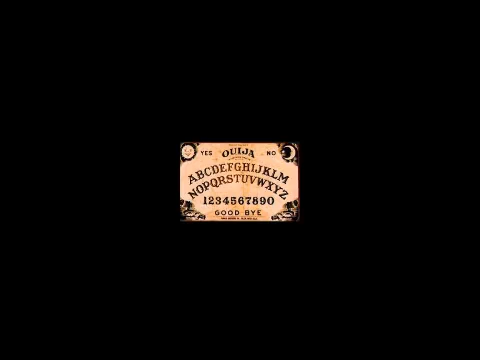 YES OUIJA NO
ABCDEFGHIJKLM
NOPQRSTUVWXYZ
1234567890
GOOD BYE